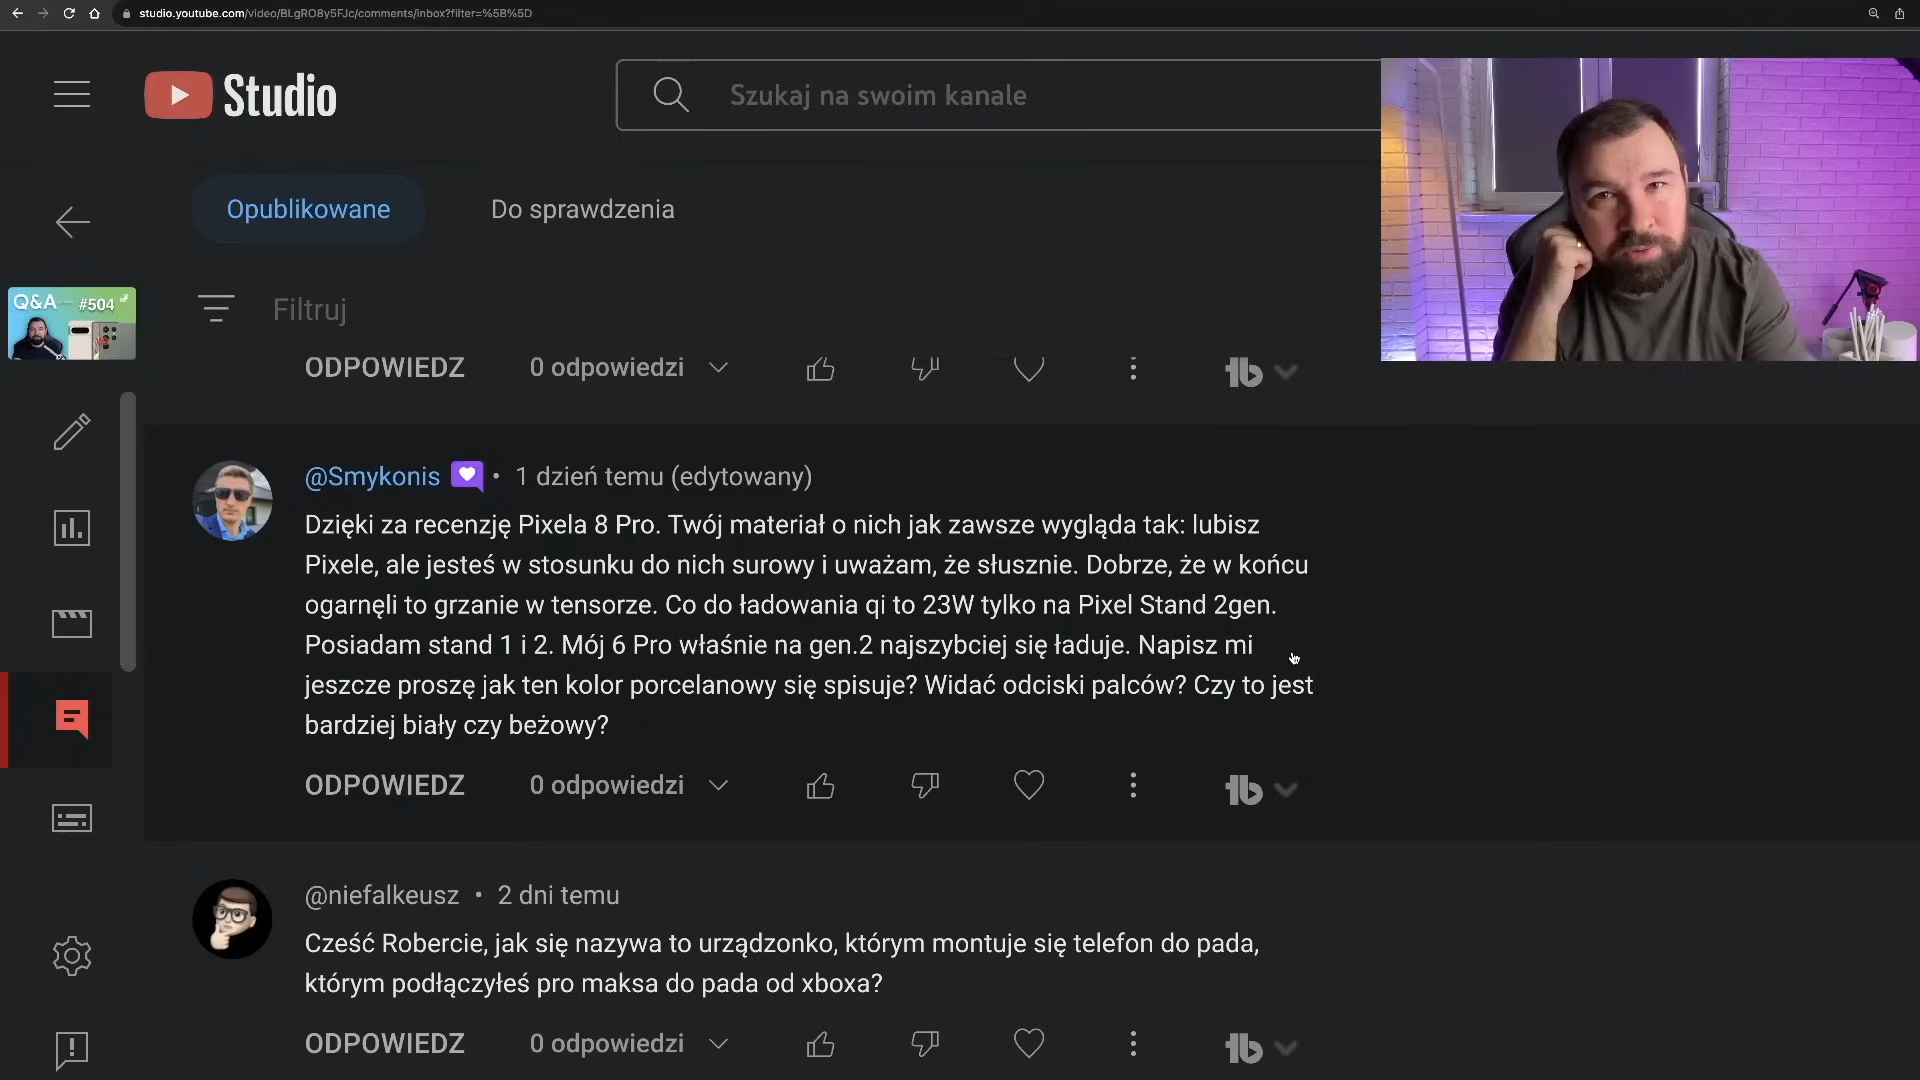 studio.youtube.com/video/BLgRO8y5FJc/comments/inbox?filter=%5B%5D
Studio
Szukaj na swoim kanale
Opublikowane
Do sprawdzenia
Q&A #504
Filtruj
ODPOWIEDZ 0 odpowiedzi
@Smykonis • 1 dzień temu (edytowany)
Dzięki za recenzję Pixela 8 Pro. Twój materiał o nich jak zawsze wygląda tak: lubisz
Pixele, ale jesteś w stosunku do nich surowy i uważam, że słusznie. Dobrze, że w końcu
ogarnęli to grzanie w tensorze. Co do ładowania qi to 23W tylko na Pixel Stand 2gen.
Posiadam stand 1 i 2. Mój 6 Pro właśnie na gen.2 najszybciej się ładuje. Napisz mi
jeszcze proszę jak ten kolor porcelanowy się spisuje? Widać odciski palców? Czy to jest
bardziej biały czy beżowy?
ODPOWIEDZ 0 odpowiedzi
@niefalkeusz • 2 dni temu
Cześć Robercie, jak się nazywa to urządzonko, którym montuje się telefon do pada,
którym podłączyłeś pro maksa do pada od xboxa?
ODPOWIEDZ 0 odpowiedzi